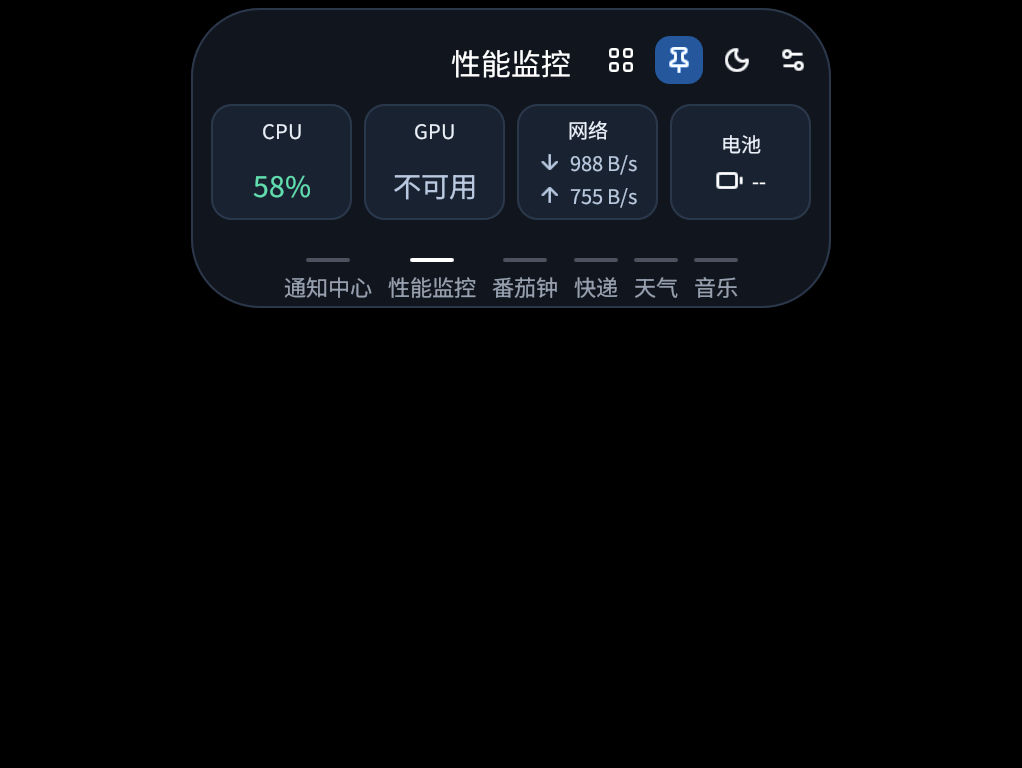 性能监控
CPU
58%
GPU
不可用
网络
988 B/s
755 B/s
电池
--
通知中心 性能监控 番茄钟 快递 天气 音乐